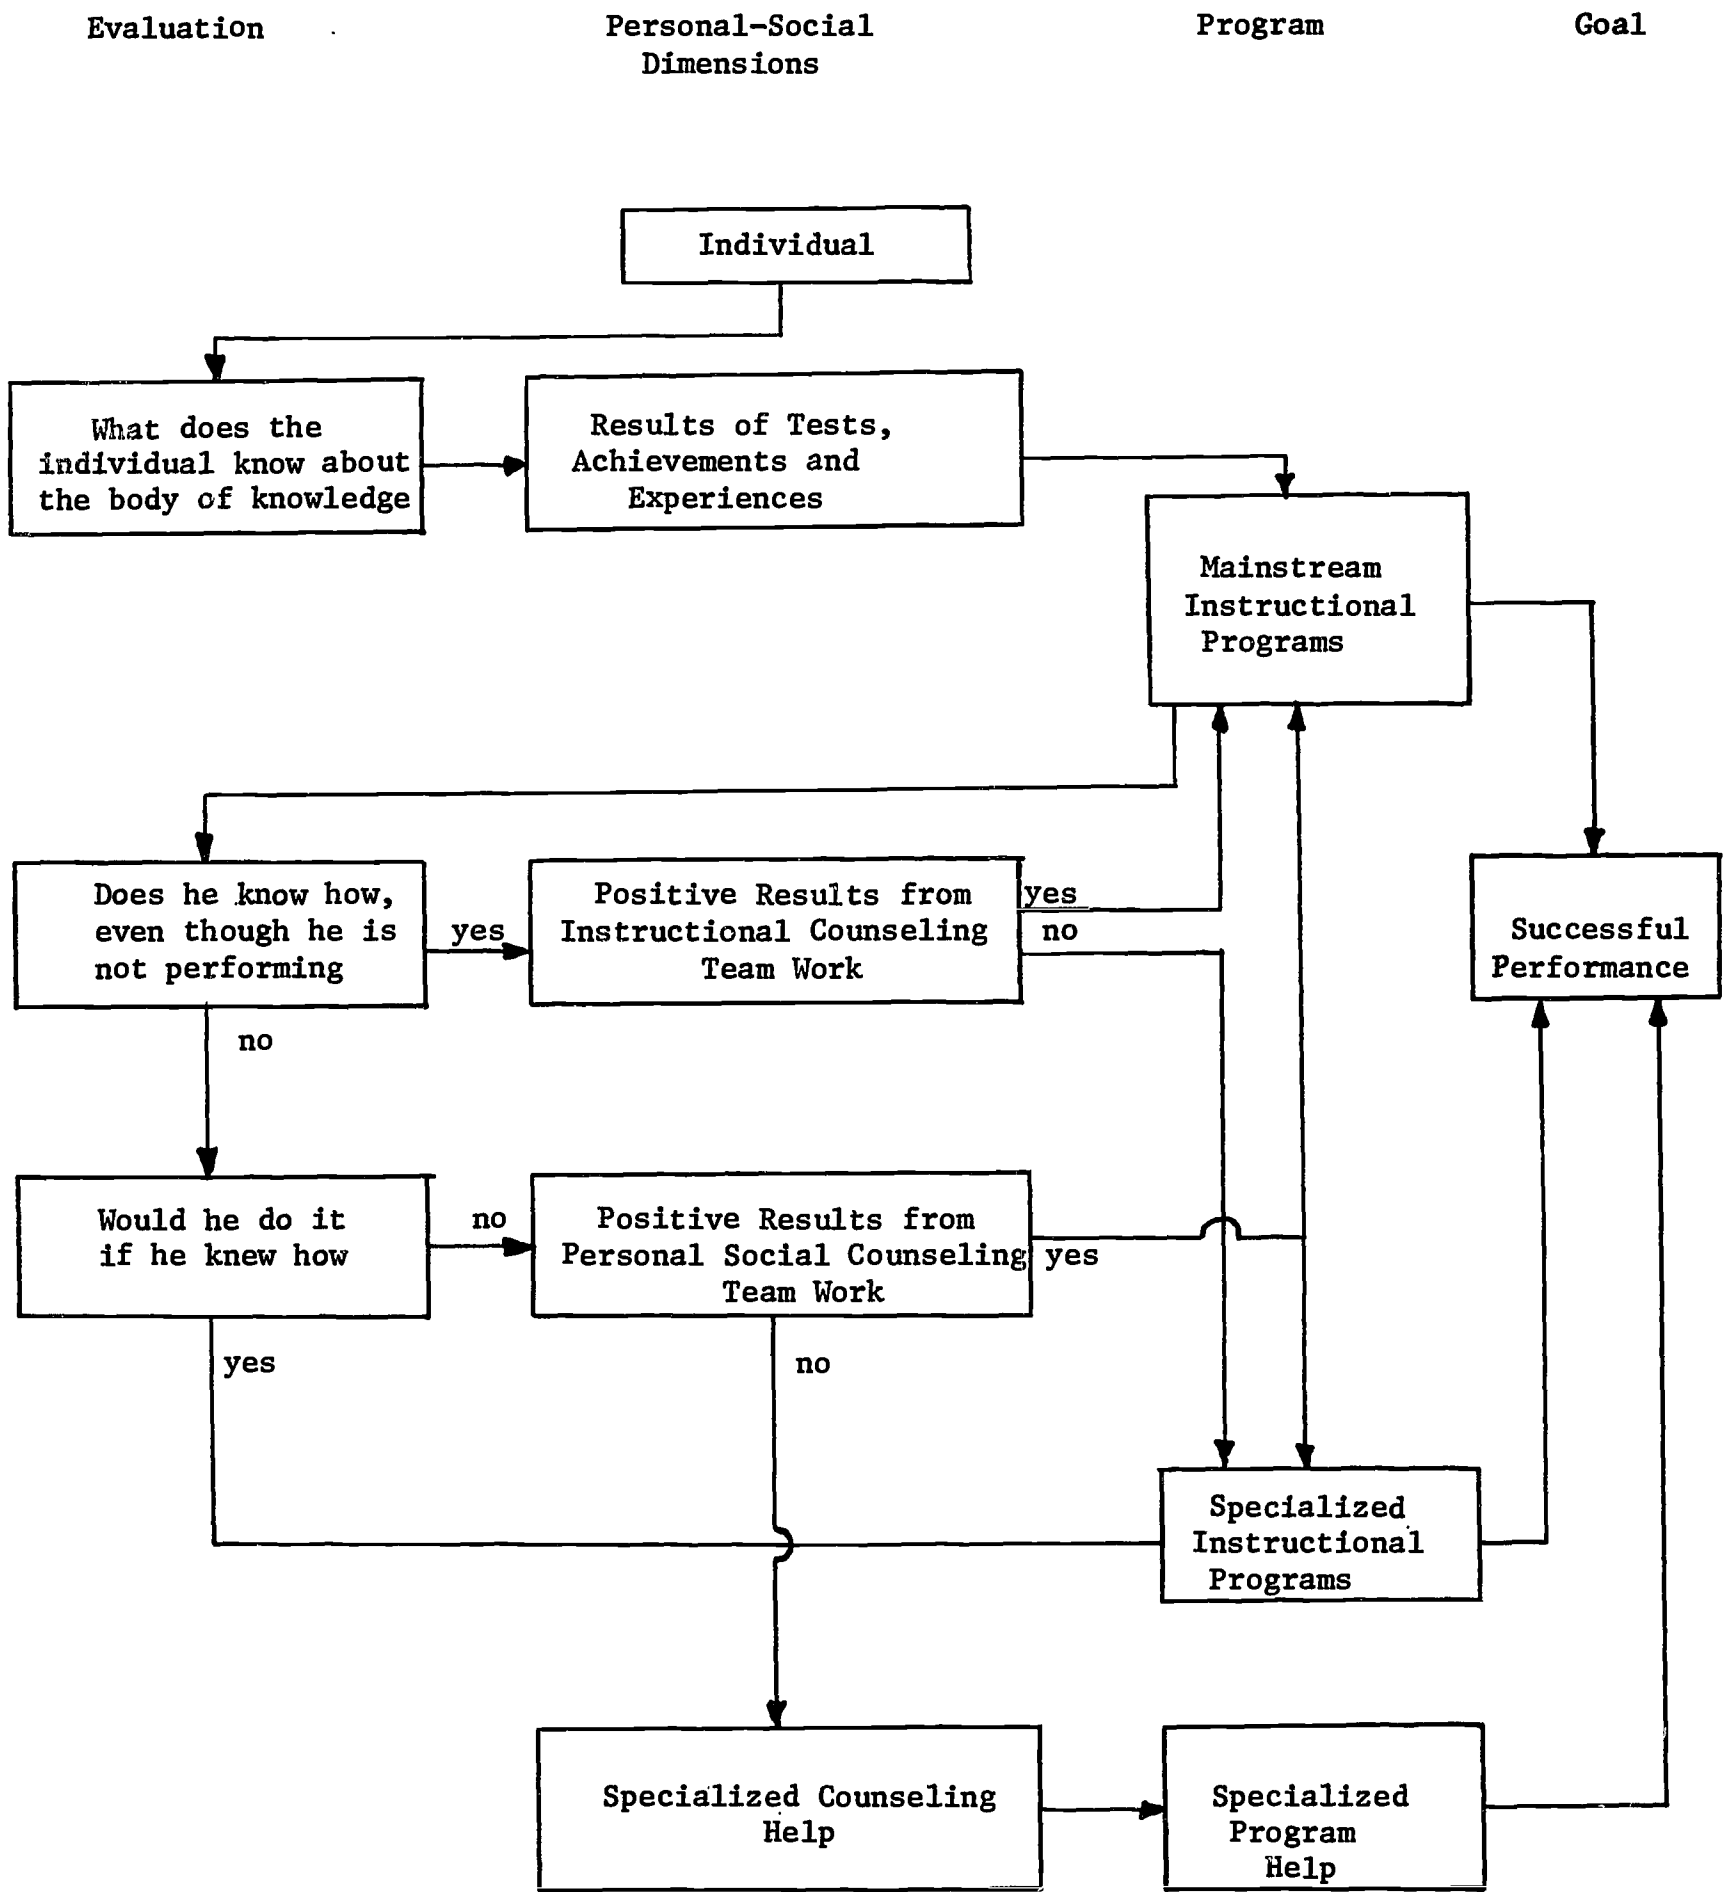 Evaluation
Personal-Social
Dimensions
Program
Goal
Individual
What does the
individual know about
the body of knowledge
Results of Tests,
Achievements and
Experiences
Mainstream
Instructional
Programs
Does he know how,
even though he is
not performing
yes
Positive Results from
Instructional Counseling
Team Work
yes
no
Successful
Performance
no
Would he do it
if he knew how
no
Positive Results from
Personal Social Counseling
Team Work
yes
yes
no
Specialized
Instructional
Programs
Specialized Counseling
Help
Specialized
Program
Help